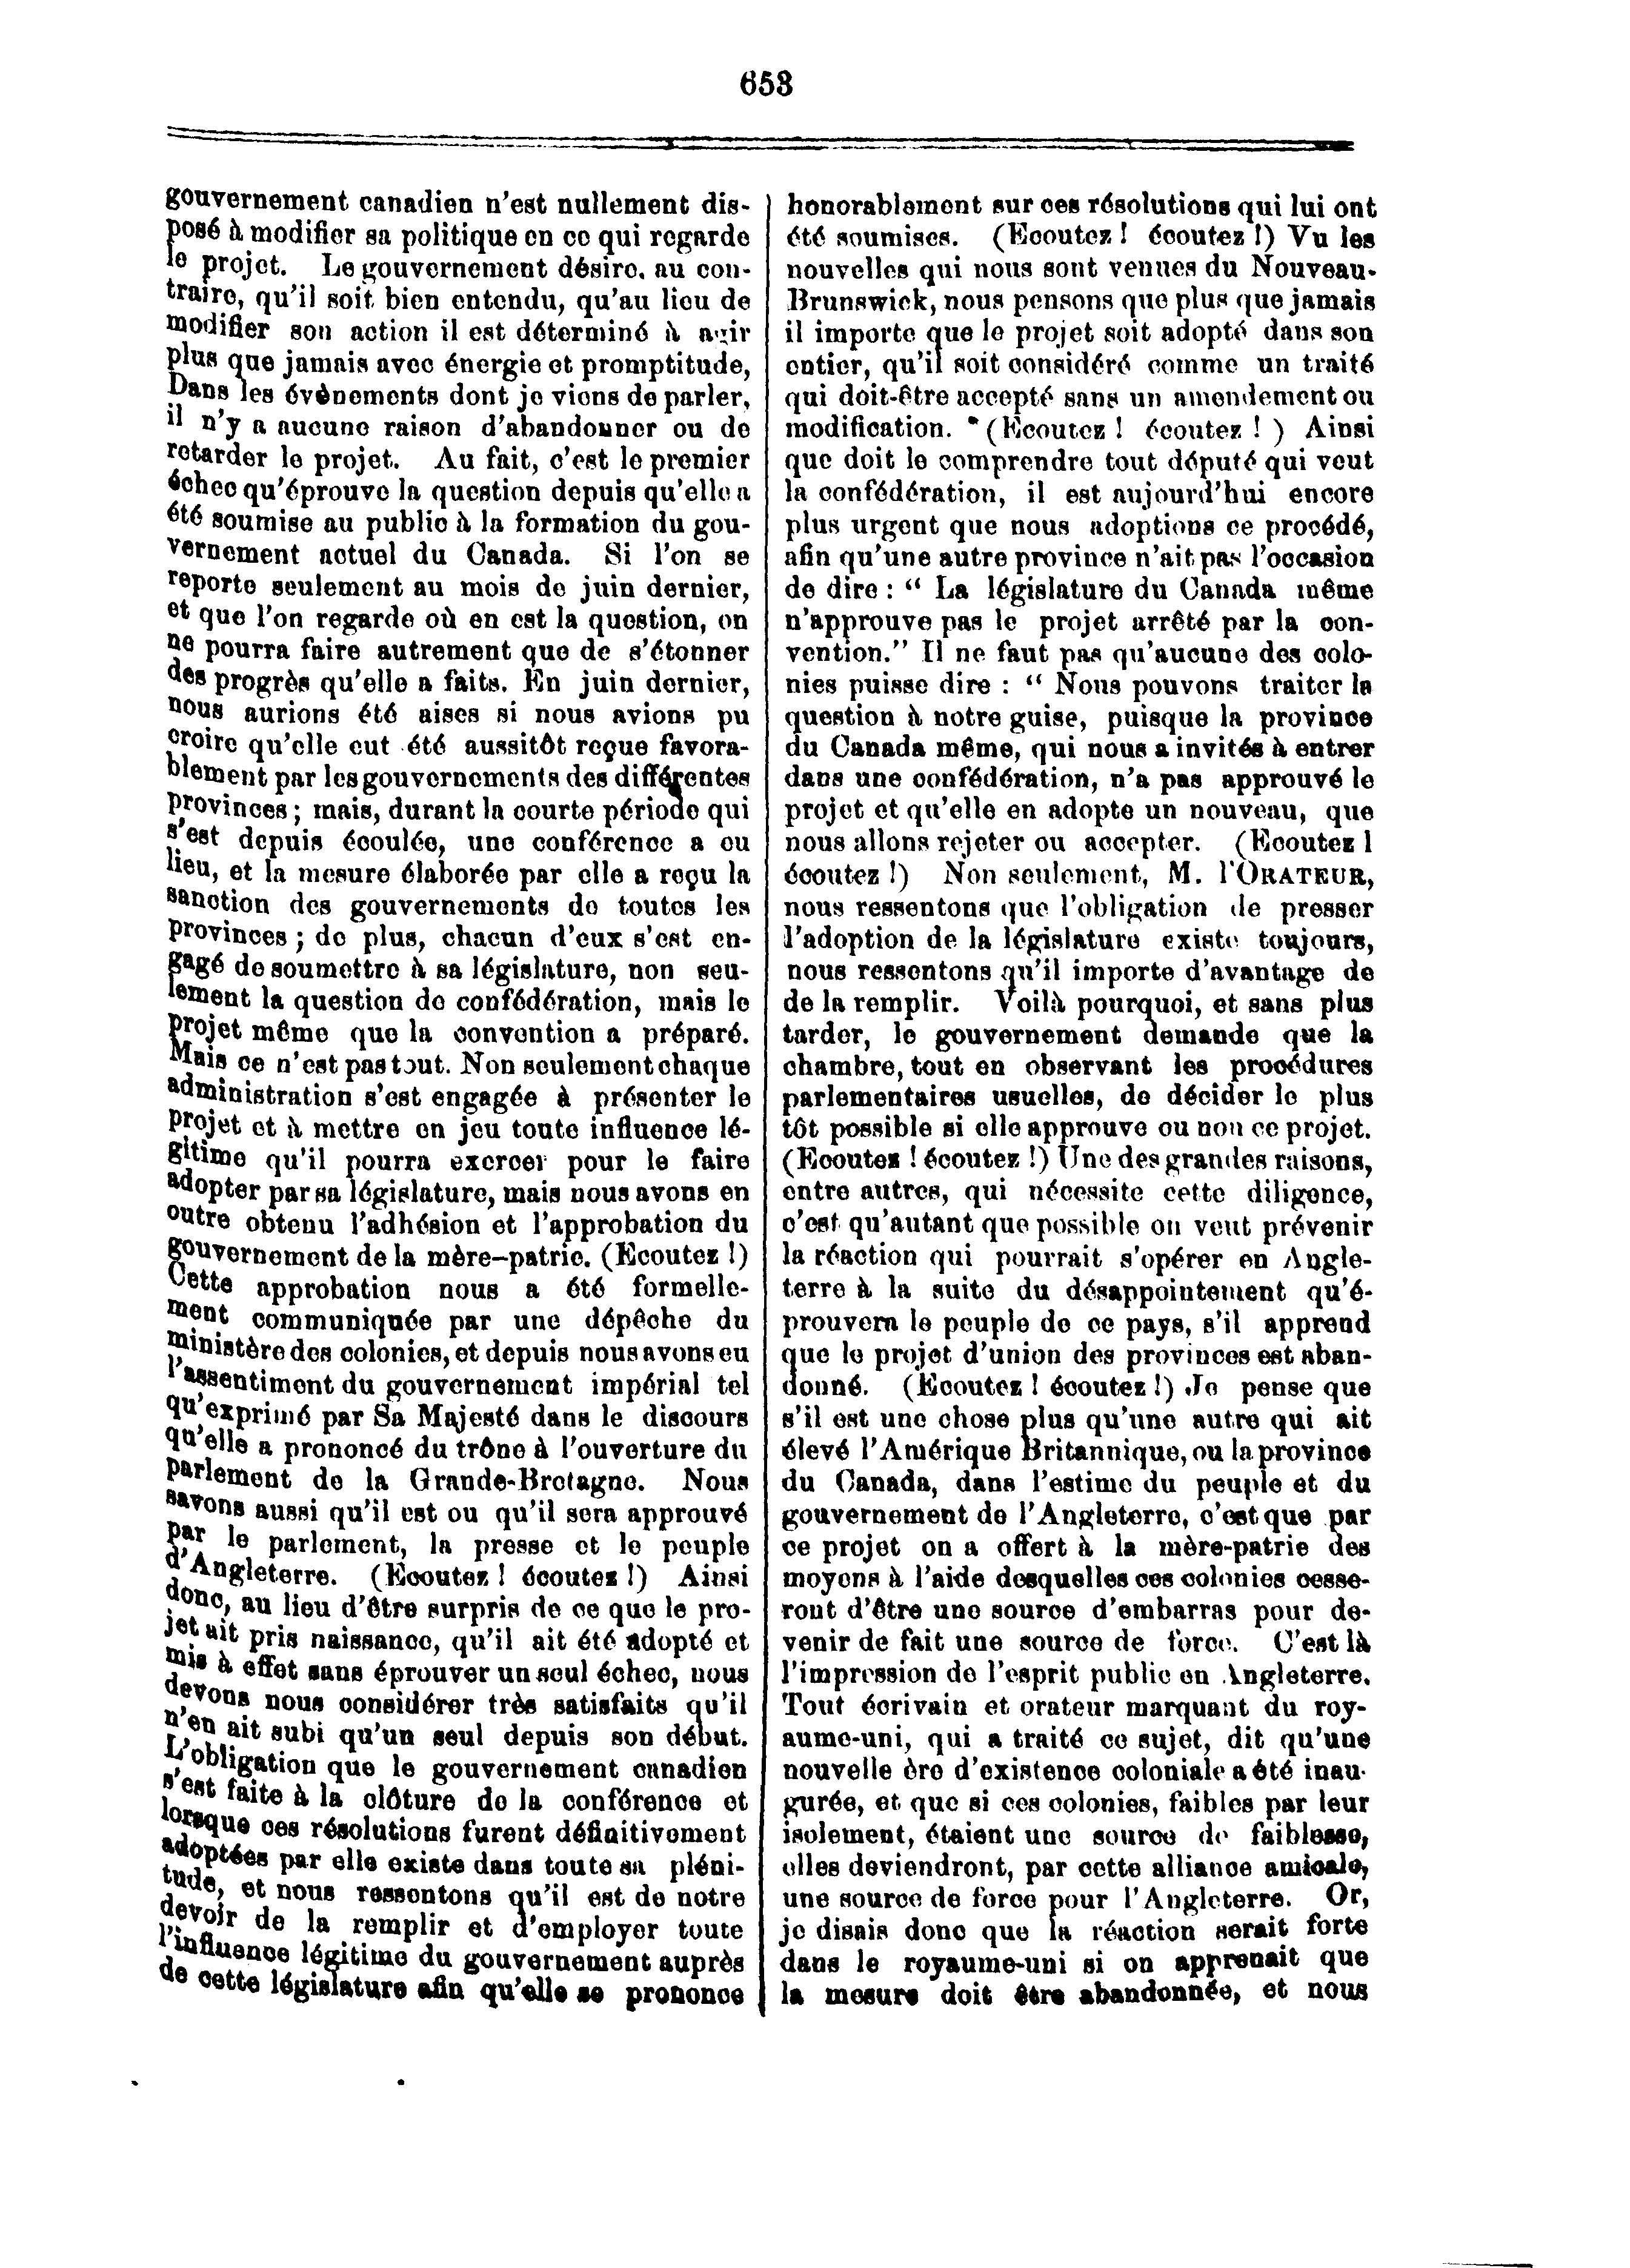 653
gouvernement canadien n'est nullement dis-
posé à modifier sa politique en ce qui regarde
le projet. Le gouvernement désire, au con-
traire, qu'il soit bien entendu, qu'au lieu de
modifier son action il est déterminé à agir
plus que jamais avec énergie et promptitude,
Dans les évènements dont je viens de parler,
il n'y a aucune raison d'abandonner ou de
retarder le projet. Au fait, c'est le premier
échec qu'éprouve la question depuis qu'elle a
été soumise au public à la formation du gou-
vernement actuel du Canada. Si l'on se
reporte seulement au mois de juin dernier,
et que l'on regarde où en est la question, on
ne pourra faire autrement que de s'étonner
des progrès qu'elle a faits. En juin dernier,
nous aurions été aises si nous avions pu
croire qu'elle eut été aussitôt reçue favora-
blement par les gouvernements des différentes
provinces ; mais, durant la courte période qui
s'est depuis écoulée, une conférence a eu
lieu, et la mesure élaborée par elle a reçu la
sanction des gouvernements de toutes les
provinces ; de plus, chacun d'eux s'est en-
gagé de soumettre à sa législature, non seu-
lement la question de confédération, mais le
projet même que la convention a préparé.
Mais ce n'est pas tout. Non seulement chaque
administration s'est engagée à présenter le
projet et à mettre en jeu toute influence lé-
gitime qu'il pourra exercer pour le faire
adopter par sa législature, mais nous avons en
outre obtenu l'adhésion et l'approbation du
gouvernement de la mère-patrie. (Ecoutez !)
Cette approbation nous a été formelle-
ment communiquée par une dépêche du
ministère des colonies, et depuis nous avons eu
l'assentiment du gouvernement impérial tel
qu'exprimé par Sa Majesté dans le discours
qu'elle a prononcé du trône à l'ouverture du
parlement de la Grande-Bretagne. Nous
savons aussi qu'il est ou qu'il sera approuvé
par le parlement, la presse et le peuple
d'Angleterre. (Ecoutez ! écoutez !) Ainsi
donc, au lieu d'être surpris de ce que le pro-
jet ait pris naissance, qu'il ait été adopté et
mis à effet sans éprouver un seul échec, nous
devons nous considérer très satisfaits qu'il
n'en ait subi qu'un seul depuis son début.
L'obligation que le gouvernement canadien
s'est faite à la clôture de la conférence et
lorsque ces résolutions furent définitivement
adoptées par elle existe dans toute sa pléni-
tude, et nous ressentons qu'il est de notre
devoir de la remplir et d'employer toute
l'influence légitime du gouvernement auprès
de cette législature afin qu'elle se prononce
honorablement sur ces résolutions qui lui ont
été soumises. (Ecoutez ! écoutez !) Vu les
nouvelles qui nous sont venues du Nouveau-
Brunswick, nous pensons que plus que jamais
il importe que le projet soit adopté dans son
entier, qu'il soit considéré comme un traité
qui doit-être accepté sans un amendement ou
modification. (Ecoutez ! écoutez ! ) Ainsi
que doit le comprendre tout député qui veut
la confédération, il est aujourd'hui encore
plus urgent que nous adoptions ce procédé,
afin qu'une autre province n'ait pas l'occasion
de dire : “ La législature du Canada même
n'approuve pas le projet arrêté par la con-
vention.” Il ne faut pas qu'aucune des colo-
nies puisse dire : “ Nous pouvons traiter la
question à notre guise, puisque la province
du Canada même, qui nous a invités à entrer
dans une confédération, n'a pas approuvé le
projet et qu'elle en adopte un nouveau, que
nous allons rejeter ou accepter. (Ecoutez !
écoutez !) Non seulement, M. l'ORATEUR,
nous ressentons que l'obligation de presser
l'adoption de la législature existe toujours,
nous ressentons qu'il importe d'avantage de
de la remplir. Voilà pourquoi, et sans plus
tarder, le gouvernement demande que la
chambre, tout en observant les procédures
parlementaires usuelles, de décider le plus
tôt possible si elle approuve ou non ce projet.
(Ecoutez ! écoutez !) Une des grandes raisons,
entre autres, qui nécessite cette diligence,
c'est qu'autant que possible on veut prévenir
la réaction qui pourrait s'opérer en Angle-
terre à la suite du désappointement qu'é-
prouvera le peuple de ce pays, s'il apprend
que le projet d'union des provinces est aban-
donné. (Ecoutez ! écoutez !) Je pense que
s'il est une chose plus qu'une autre qui ait
élevé l'Amérique Britannique, ou la province
du Canada, dans l'estime du peuple et du
gouvernement de l'Angleterre, c'est que par
ce projet on a offert à la mère-patrie des
moyens à l'aide desquelles ces colonies cesse-
ront d'être une source d'embarras pour de-
venir de fait une source de force. C'est là
l'impression de l'esprit public en Angleterre.
Tout écrivain et orateur marquant du roy-
aume-uni, qui a traité ce sujet, dit qu'une
nouvelle ère d'existence coloniale a été inau-
gurée, et que si ces colonies, faibles par leur
isolement, étaient une source de faiblesse,
elles deviendront, par cette alliance amicale,
une source de force pour l'Angleterre. Or,
je disais donc que la réaction serait forte
dans le royaume-uni si on apprenait que
la mesure doit être abandonnée, et nous